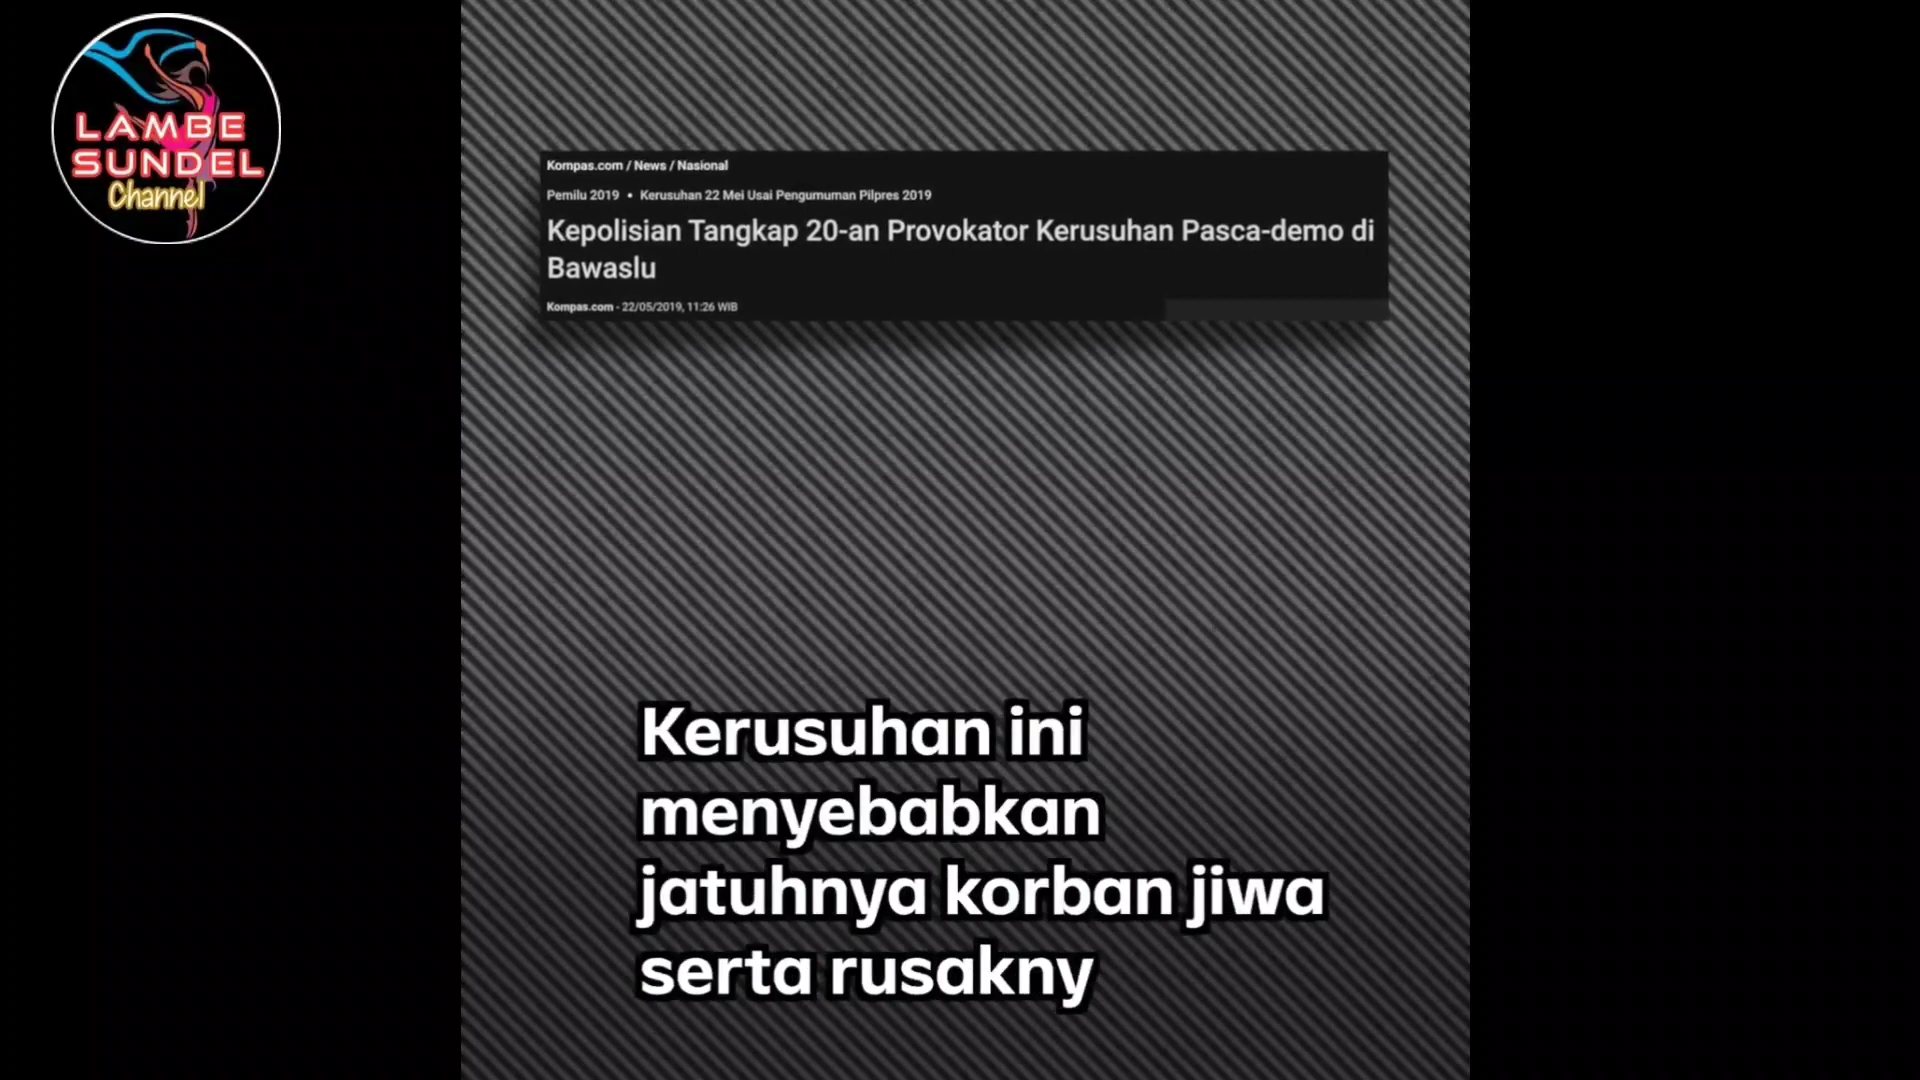 LAMBE
SUNDEL
Channel
Kompas.com / News / Nasional
Pemilu 2019 • Kerusuhan 22 Mei Usai Pengumuman Pilpres 2019
Kepolisian Tangkap 20-an Provokator Kerusuhan Pasca-demo di
Bawaslu
Kompas.com - 22/05/2019, 11:26 WIB
Kerusuhan ini
menyebabkan
jatuhnya korban jiwa
serta rusakny